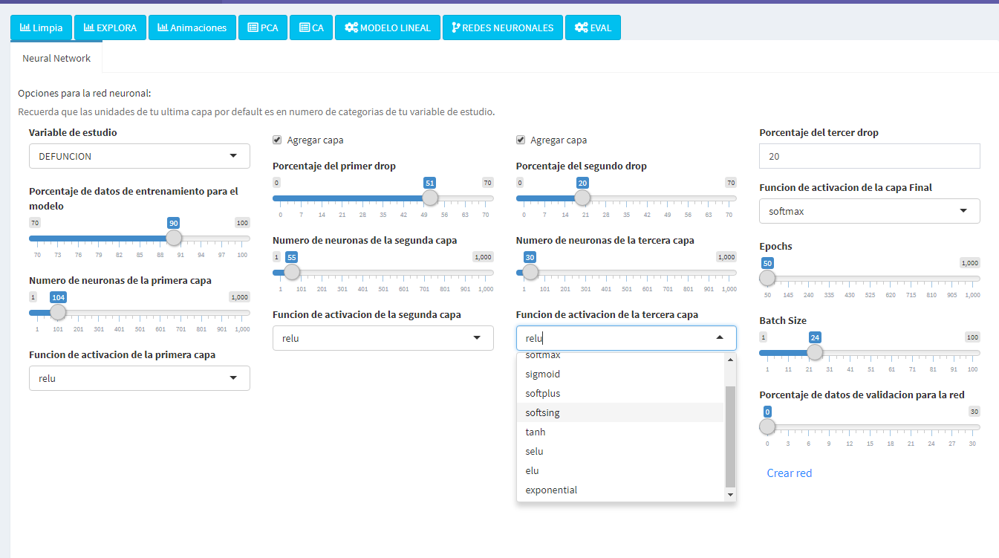 Limpia EXPLORA Animaciones PCA CA MODELO LINEAL REDES NEURONALES EVAL
Neural Network
Opciones para la red neuronal:
Recuerda que las unidades de tu ultima capa por default es en numero de categorias de tu variable de estudio.
Variable de estudio
DEFUNCION
Porcentaje de datos de entrenamiento para el
modelo
70 90 100
70 73 76 79 82 85 88 91 94 97 100
Numero de neuronas de la primera capa
1 104 1,000
1 101 201 301 401 501 601 701 801 901 1,000
Funcion de activacion de la primera capa
relu
Agregar capa
Porcentaje del primer drop
0 51 70
0 7 14 21 28 35 42 49 56 63 70
Numero de neuronas de la segunda capa
1 55 1,000
1 101 201 301 401 501 601 701 801 901 1,000
Funcion de activacion de la segunda capa
relu
Agregar capa
Porcentaje del segundo drop
0 20 70
0 7 14 21 28 35 42 49 56 63 70
Numero de neuronas de la tercera capa
1 30 1,000
1 101 201 301 401 501 601 701 801 901 1,000
Funcion de activacion de la tercera capa
relu
softmax
sigmoid
softplus
softsing
tanh
selu
elu
exponential
Porcentaje del tercer drop
20
Funcion de activacion de la capa Final
softmax
Epochs
50 1,000
50 145 240 335 430 525 620 715 810 905 1,000
Batch Size
1 24 100
1 11 21 31 41 51 61 71 81 91 100
Porcentaje de datos de validacion para la red
0 30
0 3 6 9 12 15 18 21 24 27 30
Crear red